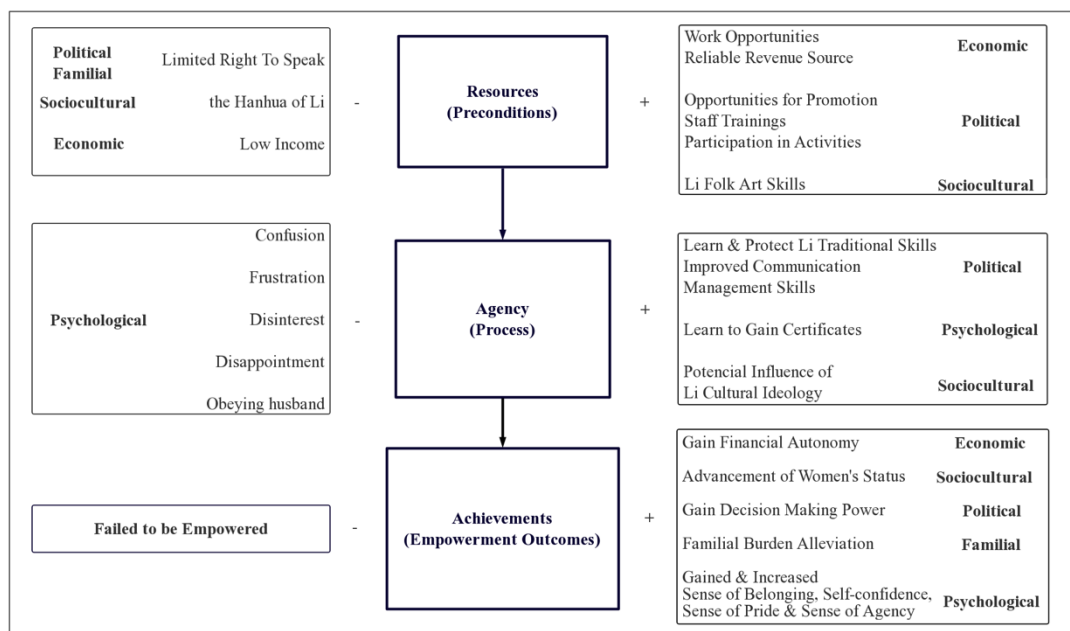 Political
Familial
Limited Right To Speak
Sociocultural
the Hanhua of Li
Economic
Low Income
-
Resources
(Preconditions)
+
Work Opportunities
Reliable Revenue Source
Economic
Opportunities for Promotion
Staff Trainings
Participation in Activities
Political
Li Folk Art Skills
Sociocultural
Psychological
Confusion
Frustration
Disinterest
Disappointment
Obeying husband
-
Agency
(Process)
+
Learn & Protect Li Traditional Skills
Improved Communication
Management Skills
Political
Learn to Gain Certificates
Psychological
Potencial Influence of
Li Cultural Ideology
Sociocultural
Failed to be Empowered
-
Achievements
(Empowerment Outcomes)
+
Gain Financial Autonomy
Economic
Advancement of Women's Status
Sociocultural
Gain Decision Making Power
Political
Familial Burden Alleviation
Familial
Gained & Increased
Sense of Belonging, Self-confidence,
Sense of Pride & Sense of Agency
Psychological